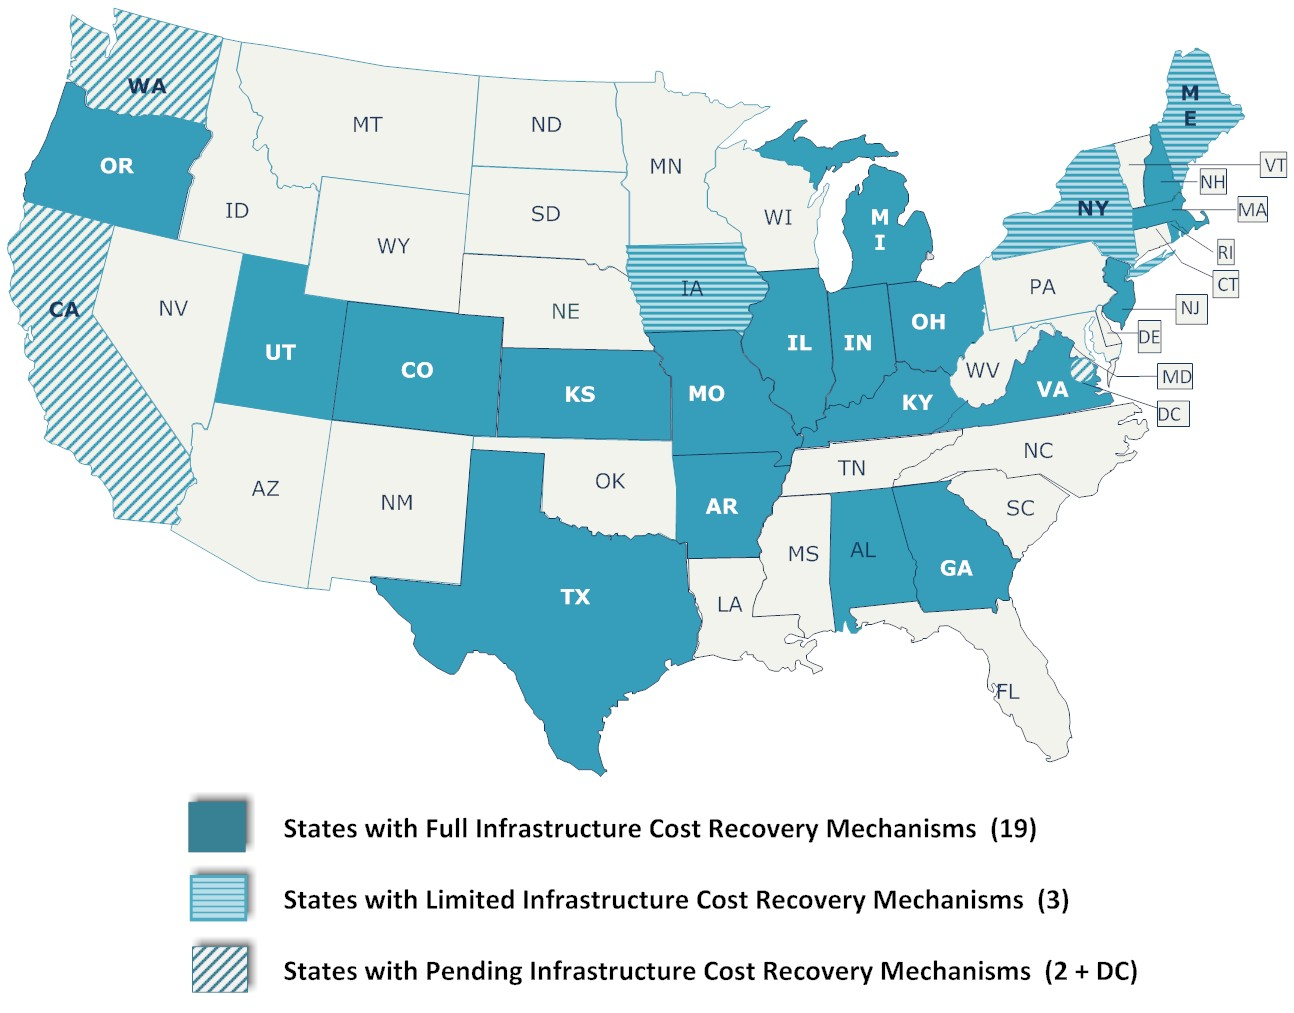 WA
MT
ND
MN
OR
ID
SD
WI
M
I
M
E
VT
NH
NY
MA
WY
RI
CT
NV
CA
NE
IA
PA
NJ
DE
UT
CO
KS
MO
IL
IN
OH
WV
VA
MD
DC
KY
AZ
NM
OK
AR
TN
NC
SC
MS
AL
GA
TX
LA
FL
States with Full Infrastructure Cost Recovery Mechanisms (19)
States with Limited Infrastructure Cost Recovery Mechanisms (3)
States with Pending Infrastructure Cost Recovery Mechanisms (2 + DC)